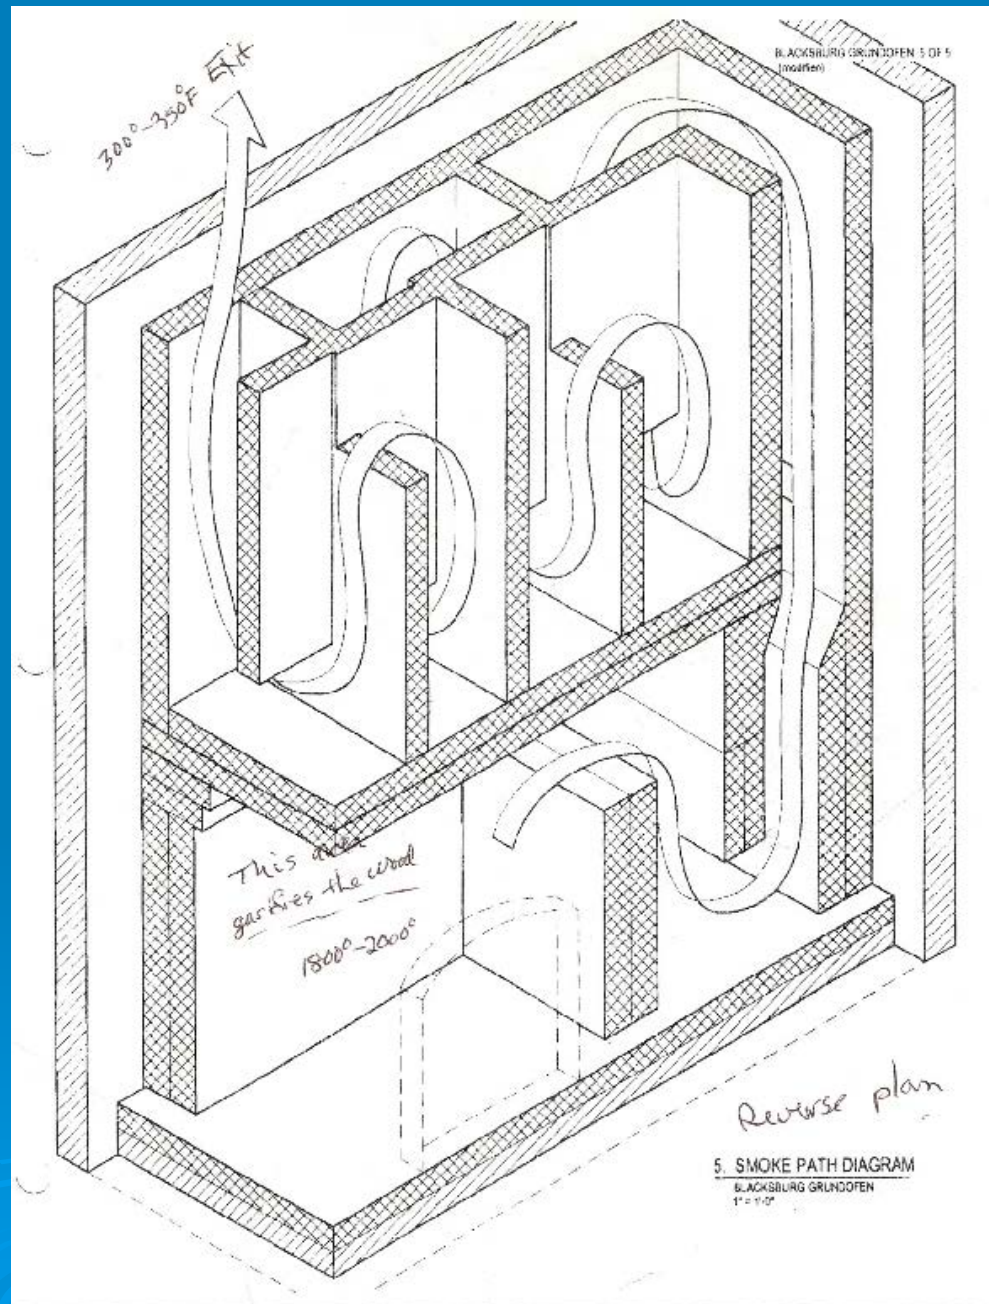 300°-350°F Exit
BLACKSBURG GRUNDOFEN 5 OF 5
(modified)
This area
gasifies the wood
1800°-2000°
Reverse plan
5. SMOKE PATH DIAGRAM
BLACKSBURG GRUNDOFEN
1" = 1'-0"